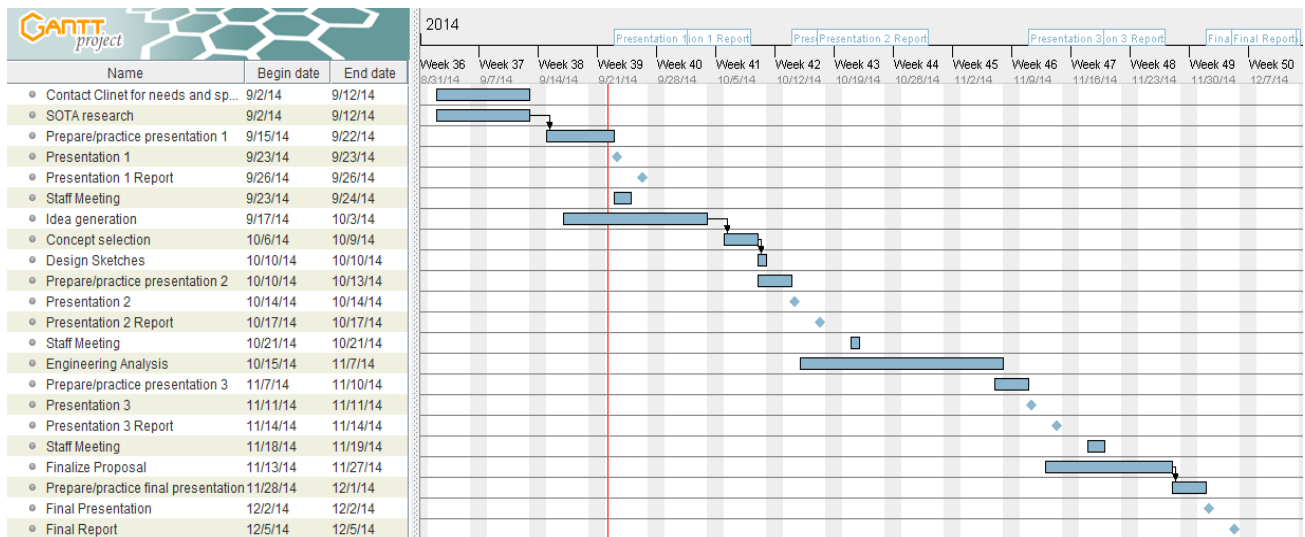 GANTT
project
2014
Presentation 1 ion 1 Report Pres Presentation 2 Report Presentation 3 on 3 Report Fina Final Report
Week 36 Week 37 Week 38 Week 39 Week 40 Week 41 Week 42 Week 43 Week 44 Week 45 Week 46 Week 47 Week 48 Week 49 Week 50
8/31/14 9/7/14 9/14/14 9/21/14 9/28/14 10/5/14 10/12/14 10/19/14 10/26/14 11/2/14 11/9/14 11/16/14 11/23/14 11/30/14 12/7/14
Name Begin date End date
Contact Clinet for needs and sp... 9/2/14 9/12/14
SOTA research 9/2/14 9/12/14
Prepare/practice presentation 1 9/15/14 9/22/14
Presentation 1 9/23/14 9/23/14
Presentation 1 Report 9/26/14 9/26/14
Staff Meeting 9/23/14 9/24/14
Idea generation 9/17/14 10/3/14
Concept selection 10/6/14 10/9/14
Design Sketches 10/10/14 10/10/14
Prepare/practice presentation 2 10/10/14 10/13/14
Presentation 2 10/14/14 10/14/14
Presentation 2 Report 10/17/14 10/17/14
Staff Meeting 10/21/14 10/21/14
Engineering Analysis 10/15/14 11/7/14
Prepare/practice presentation 3 11/7/14 11/10/14
Presentation 3 11/11/14 11/11/14
Presentation 3 Report 11/14/14 11/14/14
Staff Meeting 11/18/14 11/19/14
Finalize Proposal 11/13/14 11/27/14
Prepare/practice final presentation 11/28/14 12/1/14
Final Presentation 12/2/14 12/2/14
Final Report 12/5/14 12/5/14